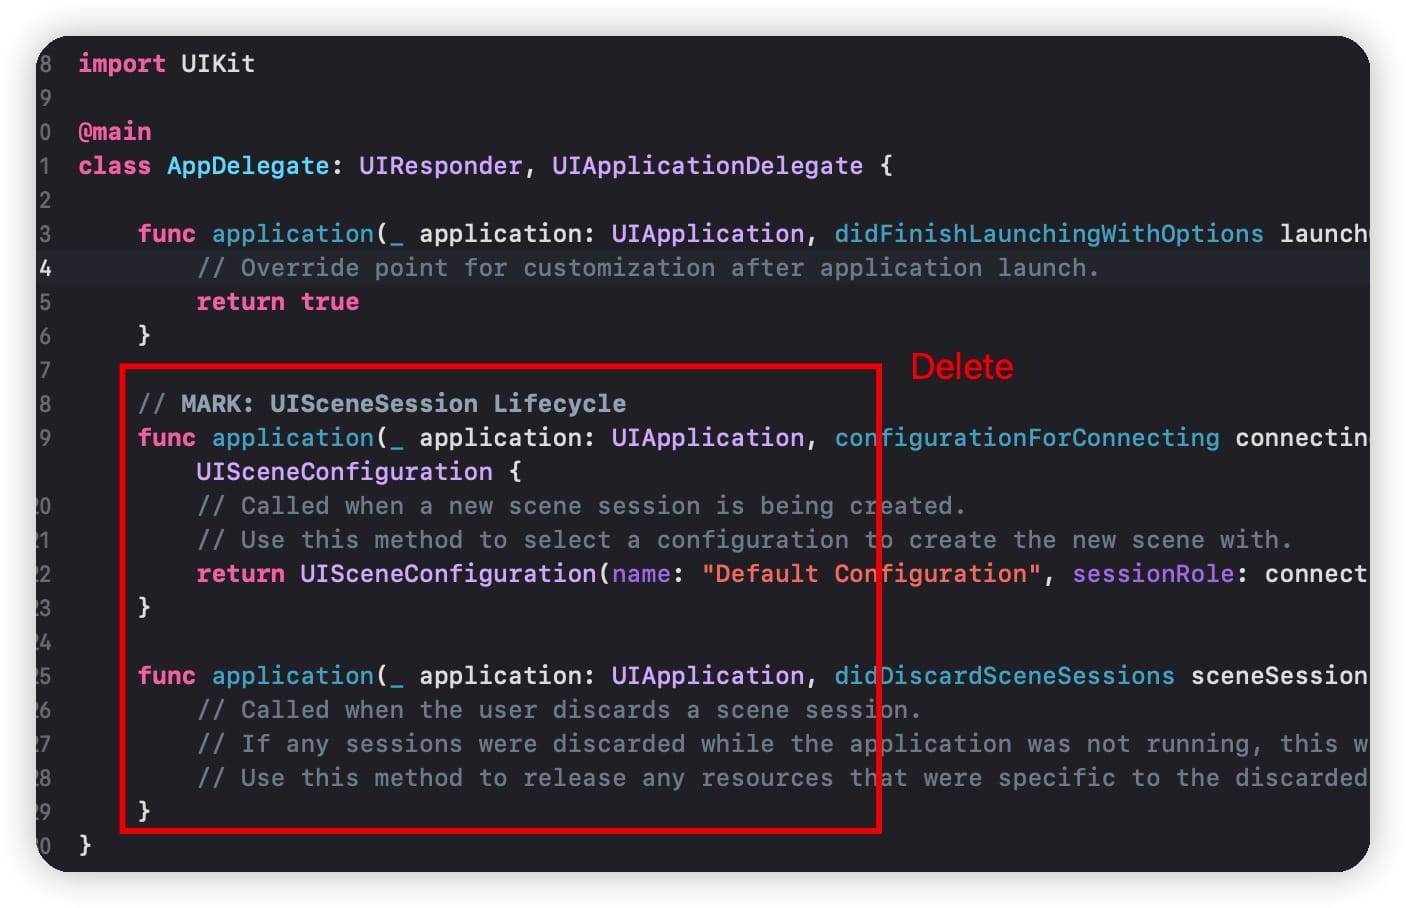 8 import UIKit
9
0 @main
1 class AppDelegate: UIResponder, UIApplicationDelegate {
2
3 func application(_ application: UIApplication, didFinishLaunchingWithOptions launch
4 // Override point for customization after application launch.
5 return true
6 }
7
Delete
8 // MARK: UISceneSession Lifecycle
9 func application(_ application: UIApplication, configurationForConnecting connectin
UISceneConfiguration {
20 // Called when a new scene session is being created.
21 // Use this method to select a configuration to create the new scene with.
22 return UISceneConfiguration(name: "Default Configuration", sessionRole: connect
23 }
24
25 func application(_ application: UIApplication, didDiscardSceneSessions sceneSession
26 // Called when the user discards a scene session.
27 // If any sessions were discarded while the application was not running, this w
28 // Use this method to release any resources that were specific to the discarded
29 }
30 }